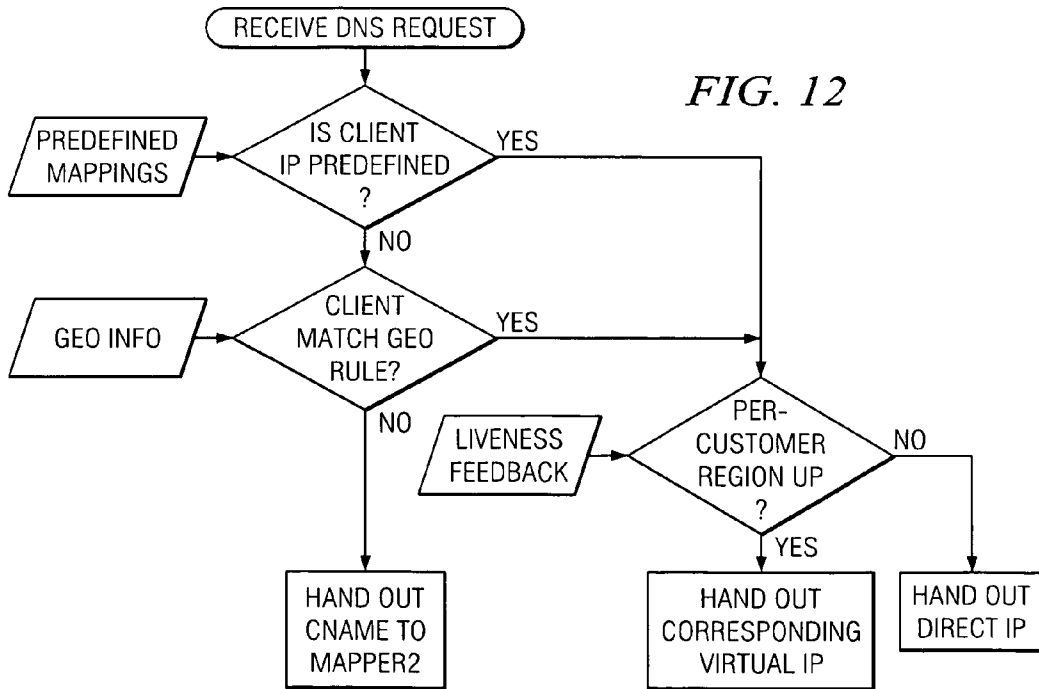 RECEIVE DNS REQUEST
FIG. 12
PREDEFINED
MAPPINGS
IS CLIENT
IP PREDEFINED
?
YES
NO
GEO INFO
CLIENT
MATCH GEO
RULE?
YES
NO
LIVENESS
FEEDBACK
PER-
CUSTOMER
REGION UP
?
NO
YES
HAND OUT
CNAME TO
MAPPER2
HAND OUT
CORRESPONDING
VIRTUAL IP
HAND OUT
DIRECT IP